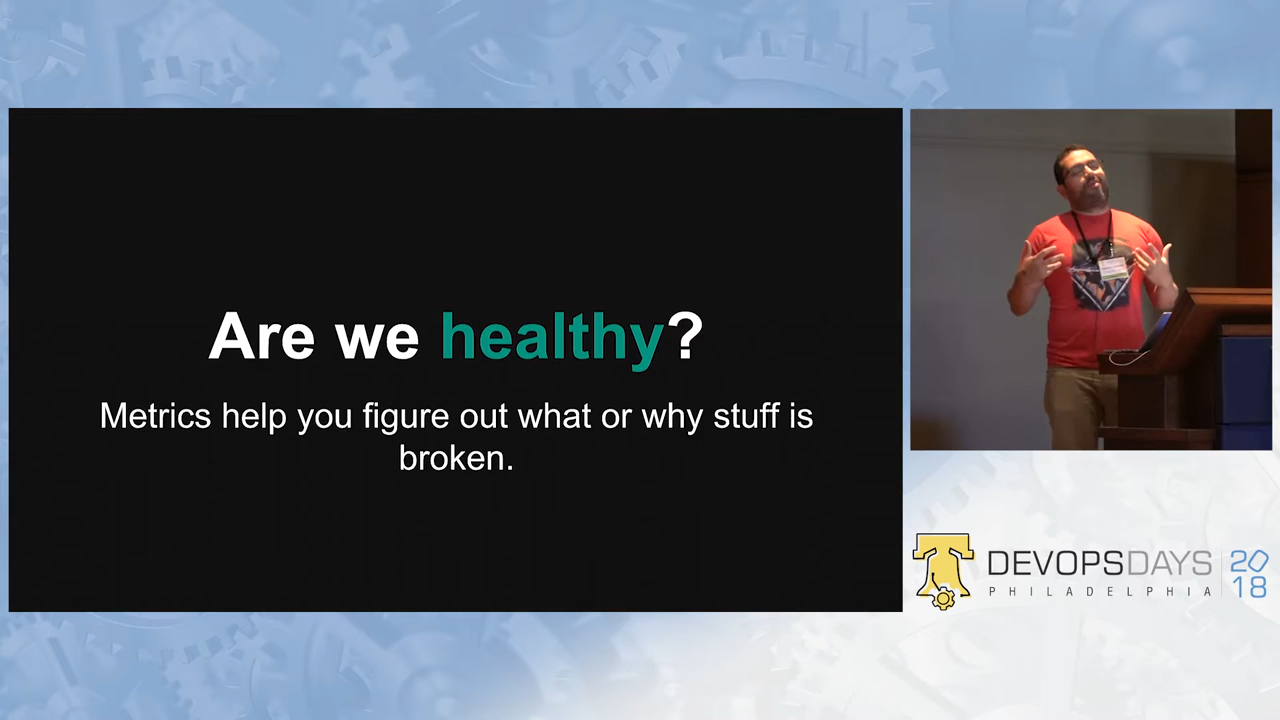 Are we healthy?
Metrics help you figure out what or why stuff is
broken.
DEVOPSDAYS
PHILADELPHIA
20
18